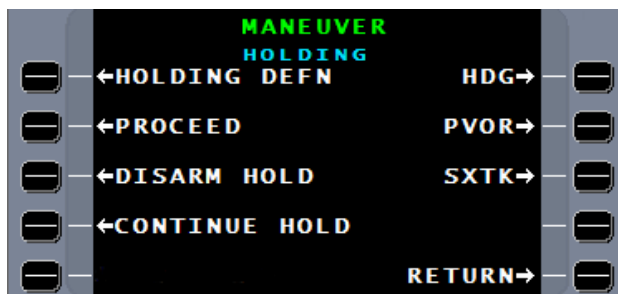 MANEUVER
HOLDING
←HOLDING DEFN HDG→
←PROCEED PVOR→
←DISARM HOLD SXTK→
←CONTINUE HOLD
RETURN→